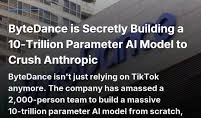 ByteDance is Secretly Building a
10-Trillion Parameter AI Model to
Crush Anthropic
ByteDance isn't just relying on TikTok
anymore. The company has amassed a
2,000-person team to build a massive
10-trillion parameter AI model from scratch,